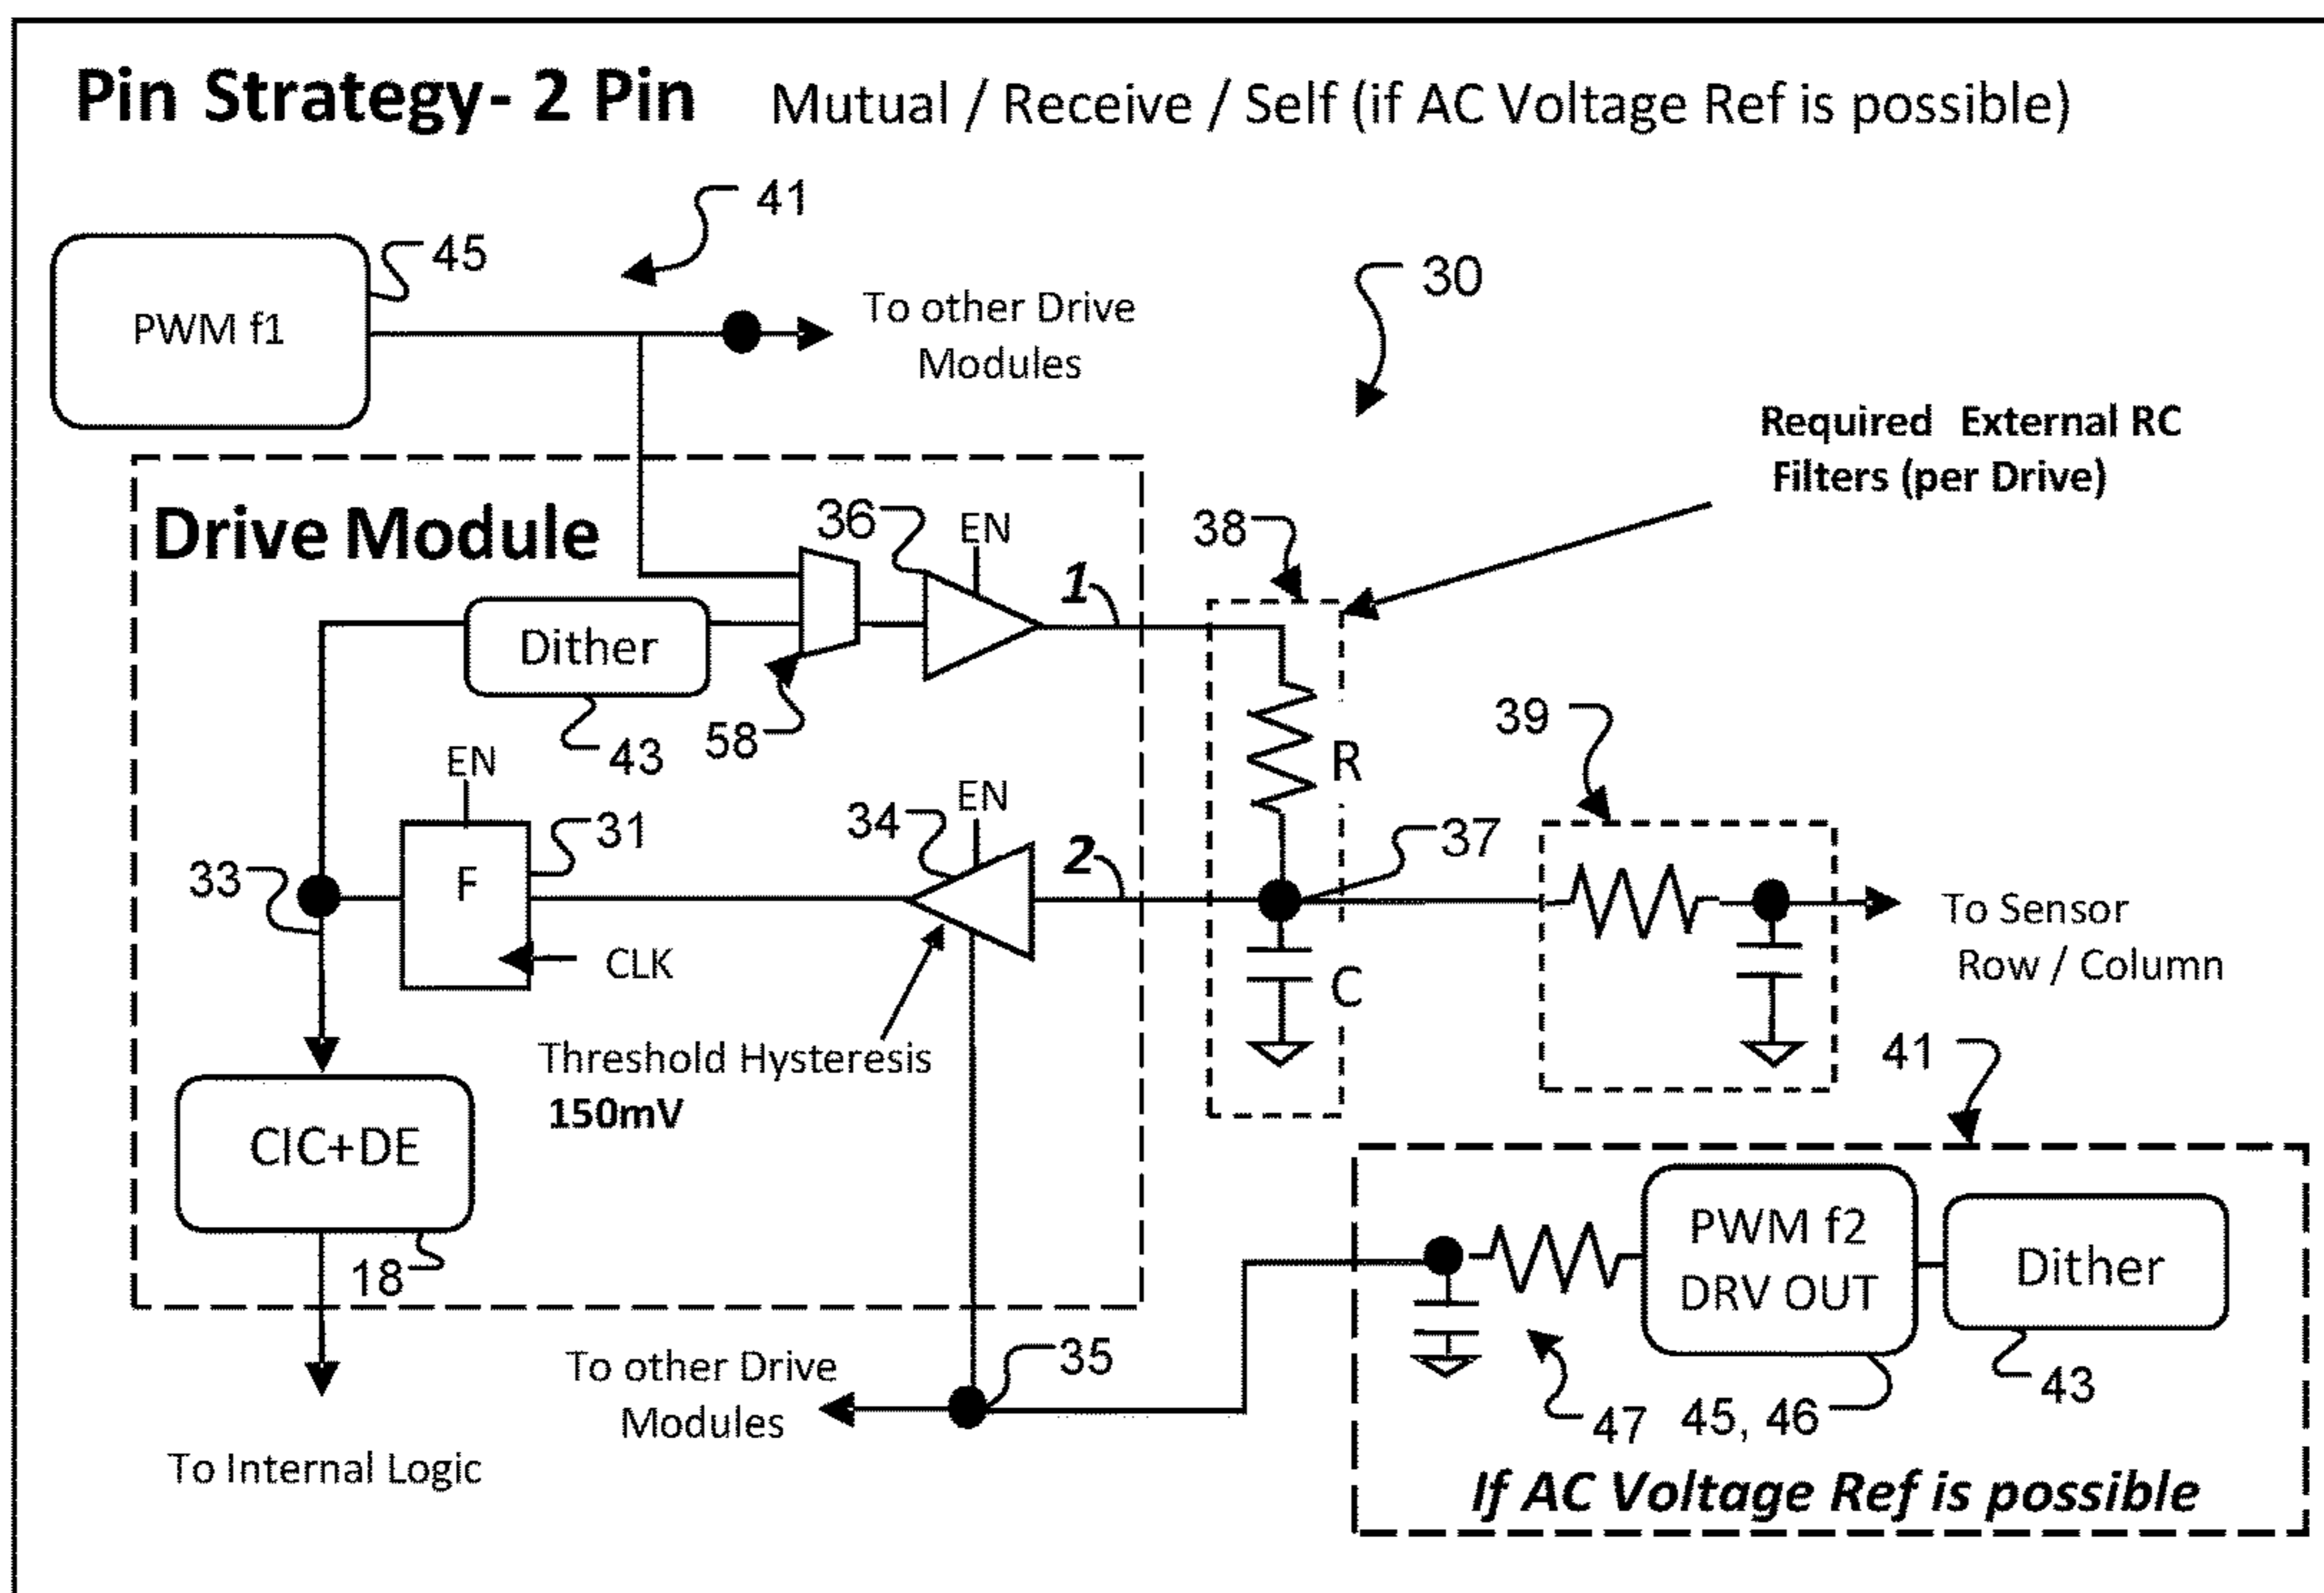 Pin Strategy- 2 Pin Mutual / Receive / Self (if AC Voltage Ref is possible)
41
45
PWM f1
To other Drive
Modules
30
Required External RC
Filters (per Drive)
Drive Module
36
EN
1
38
Dither
58
43
R
39
EN
31
34
EN
2
37
33
F
CLK
To Sensor
Row / Column
C
Threshold Hysteresis
150mV
41
CIC+DE
18
PWM f2
DRV OUT
Dither
To other Drive
Modules
35
47
45, 46
43
To Internal Logic
If AC Voltage Ref is possible